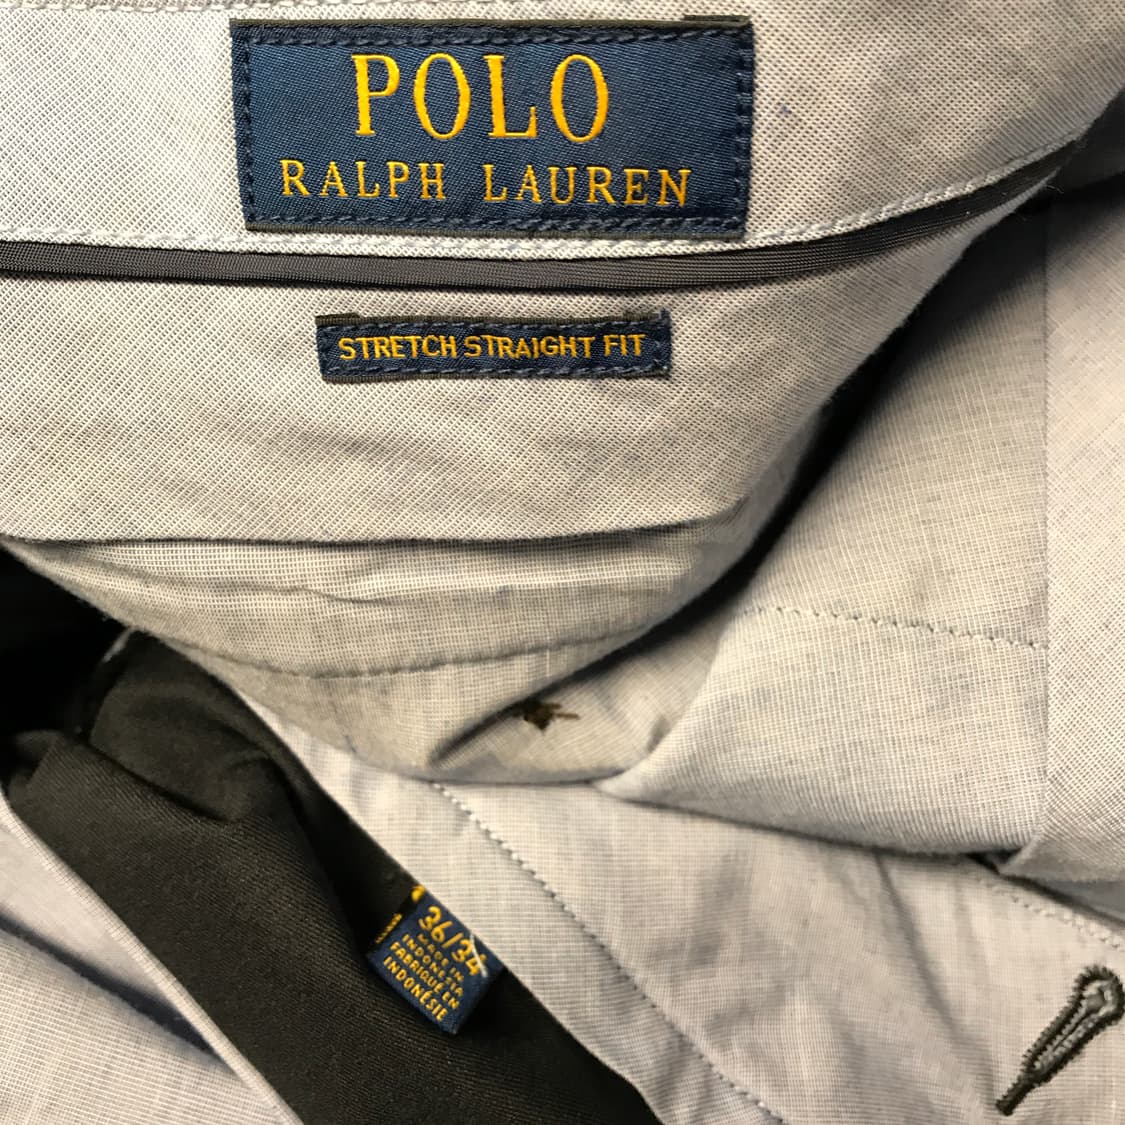 POLO
RALPH LAUREN
STRETCH STRAIGHT FIT
36/34
MADE IN
INDONESIA
FABRIQUÉ EN
INDONÉSIE